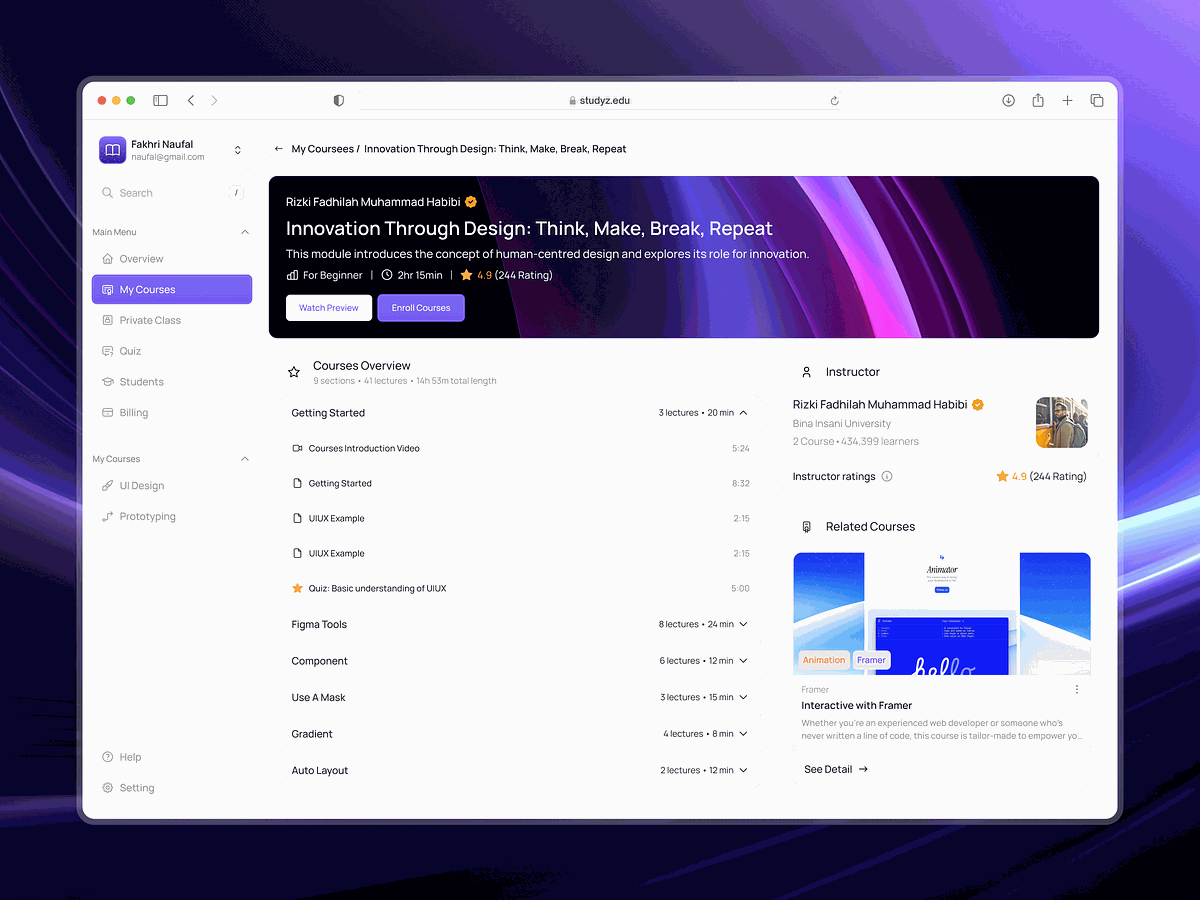 studyz.edu
Fakhri Naufal
naufal@gmail.com
Search /
Main Menu
Overview
My Courses
Private Class
Quiz
Students
Billing
My Courses
UI Design
Prototyping
Help
Setting
← My Coursees / Innovation Through Design: Think, Make, Break, Repeat
Rizki Fadhilah Muhammad Habibi
Innovation Through Design: Think, Make, Break, Repeat
This module introduces the concept of human-centred design and explores its role for innovation.
For Beginner | 2hr 15min | 4.9 (244 Rating)
Watch Preview Enroll Courses
Courses Overview
9 sections • 41 lectures • 14h 53m total length
Getting Started 3 lectures • 20 min
Courses Introduction Video 5:24
Getting Started 8:32
UIUX Example 2:15
UIUX Example 2:15
Quiz: Basic understanding of UIUX 5:00
Figma Tools 8 lectures • 24 min
Component 6 lectures • 12 min
Use A Mask 3 lectures • 15 min
Gradient 4 lectures • 8 min
Auto Layout 2 lectures • 12 min
Instructor
Rizki Fadhilah Muhammad Habibi
Bina Insani University
2 Course • 434,399 learners
Instructor ratings 4.9 (244 Rating)
Related Courses
Animator
hello
Animation Framer
Framer
Interactive with Framer
Whether you're an experienced web developer or someone who's
never written a line of code, this course is tailor-made to empower yo...
See Detail →